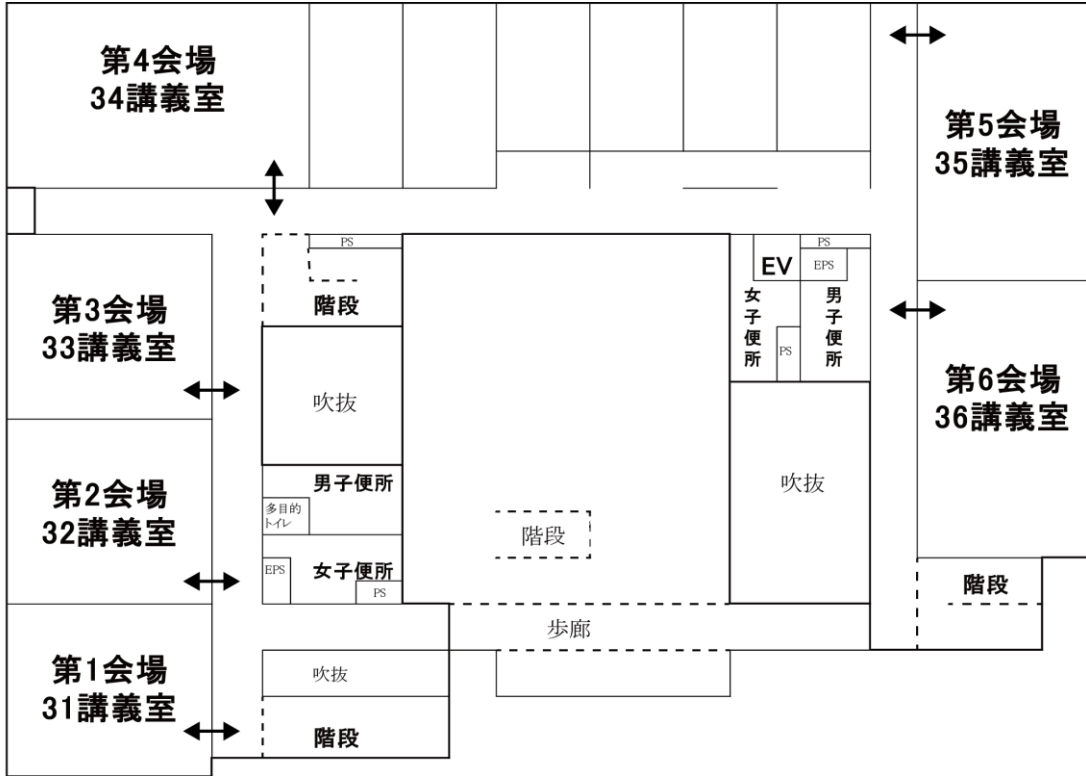 第4会場
34講義室
第5会場
35講義室
PS
階段
EV
PS
EPS
女子便所
男子便所
PS
第3会場
33講義室
吹抜
第6会場
36講義室
男子便所
多目的
トイレ
吹抜
第2会場
32講義室
階段
EPS
女子便所
PS
階段
歩廊
第1会場
31講義室
吹抜
階段